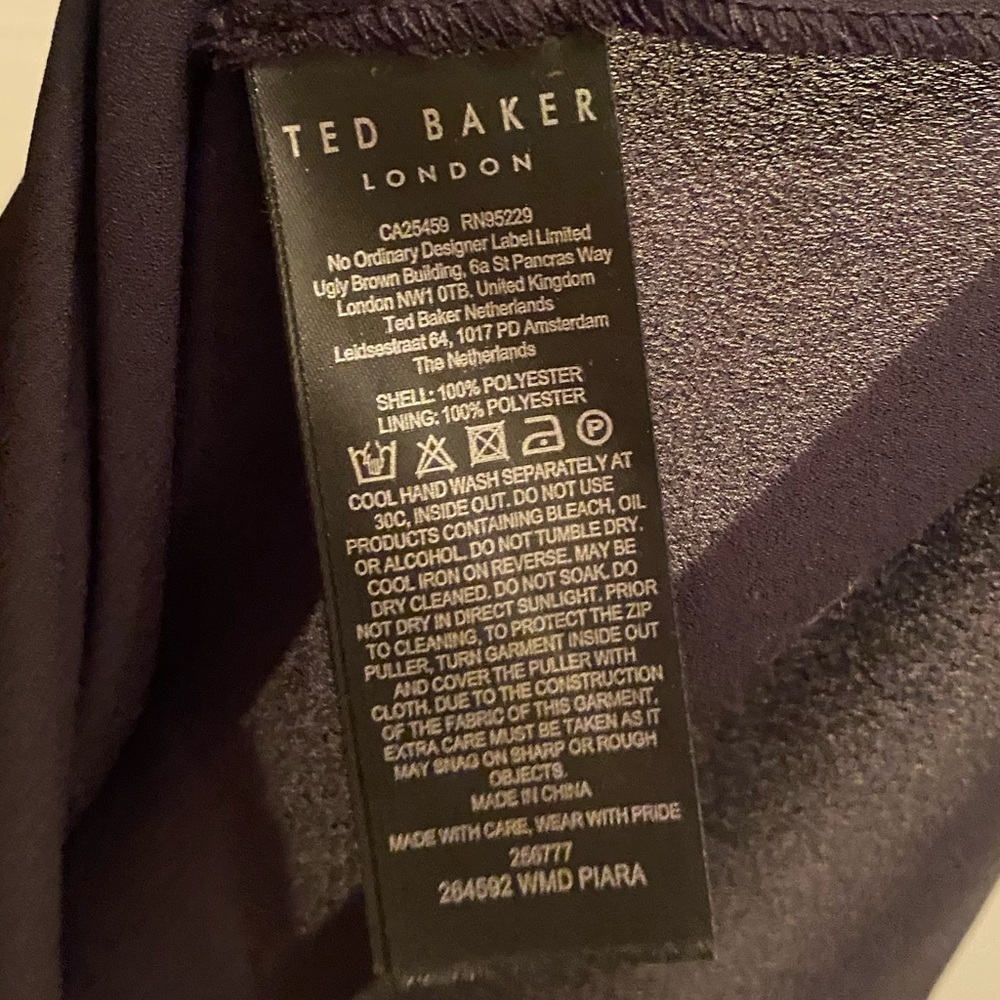 TED BAKER
LONDON
CA25459 RN95229
No Ordinary Designer Label Limited
Ugly Brown Building, 6a St Pancras Way
London NW1 0TB, United Kingdom
Ted Baker Netherlands
Leidsestraat 64, 1017 PD Amsterdam
The Netherlands
SHELL: 100% POLYESTER
LINING: 100% POLYESTER
P
COOL HAND WASH SEPARATELY AT
30C, INSIDE OUT. DO NOT USE
PRODUCTS CONTAINING BLEACH, OIL
OR ALCOHOL. DO NOT TUMBLE DRY.
COOL IRON ON REVERSE. MAY BE
DRY CLEANED. DO NOT SOAK. DO
NOT DRY IN DIRECT SUNLIGHT. PRIOR
TO CLEANING, TO PROTECT THE ZIP
PULLER, TURN GARMENT INSIDE OUT
AND COVER THE PULLER WITH
CLOTH. DUE TO THE CONSTRUCTION
OF THE FABRIC OF THIS GARMENT.
EXTRA CARE MUST BE TAKEN AS IT
MAY SNAG ON SHARP OR ROUGH
OBJECTS.
MADE IN CHINA
MADE WITH CARE, WEAR WITH PRIDE
266777
264592 WMD PIARA